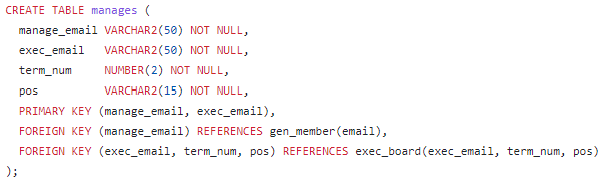 CREATE TABLE manages (
  manage_email VARCHAR2(50) NOT NULL,
  exec_email   VARCHAR2(50) NOT NULL,
  term_num     NUMBER(2) NOT NULL,
  pos          VARCHAR2(15) NOT NULL,
  PRIMARY KEY (manage_email, exec_email),
  FOREIGN KEY (manage_email) REFERENCES gen_member(email),
  FOREIGN KEY (exec_email, term_num, pos) REFERENCES exec_board(exec_email, term_num, pos)
);